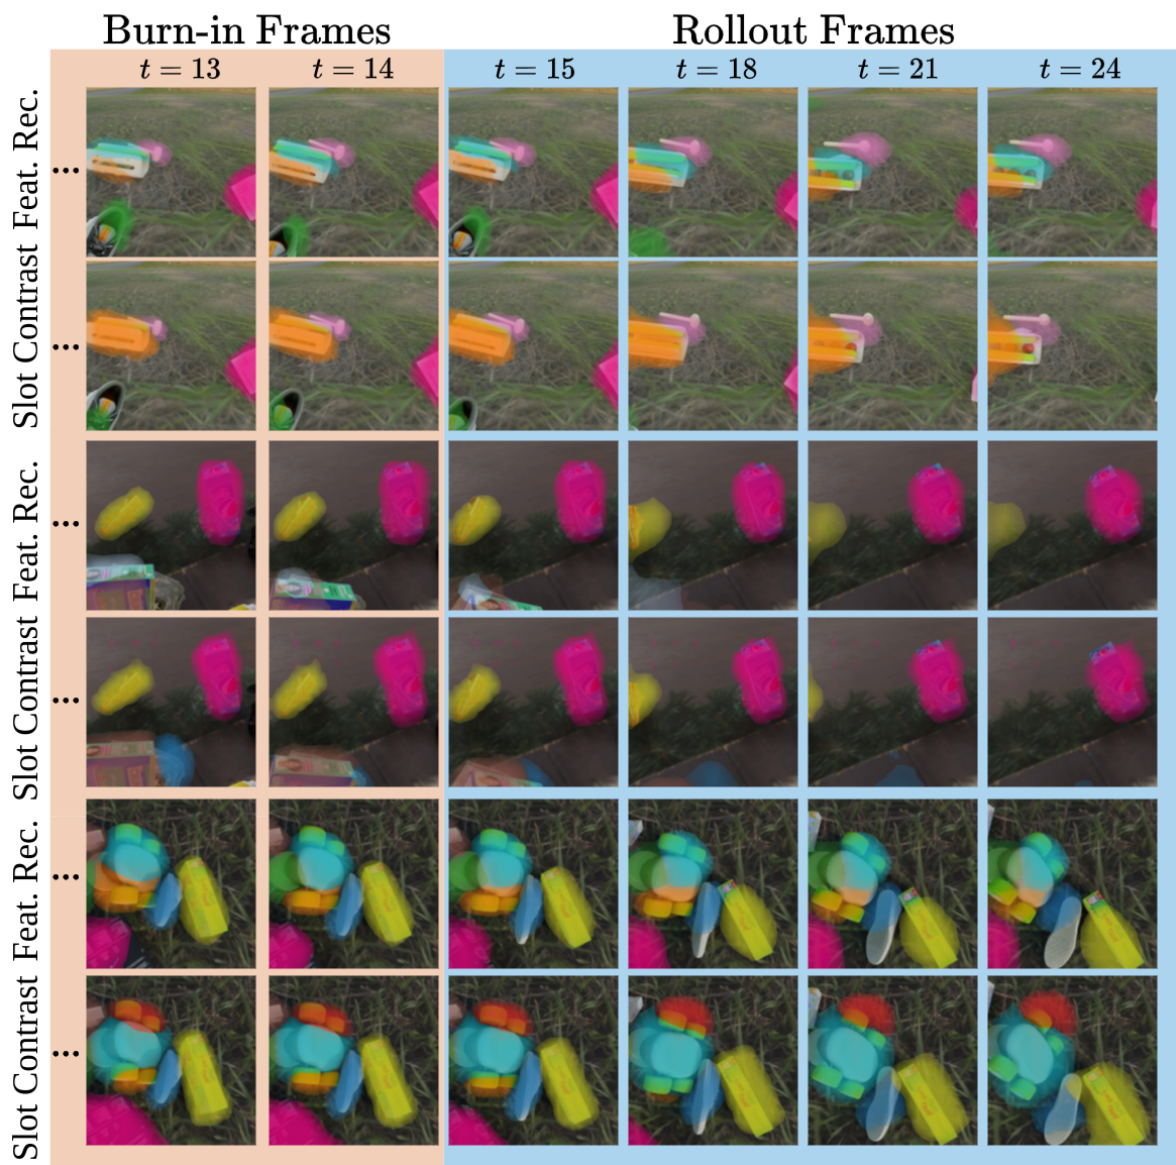 Burn-in Frames
Rollout Frames
t = 13
t = 14
t = 15
t = 18
t = 21
t = 24
Feat. Rec.
...
Slot Contrast
...
Feat. Rec.
...
Slot Contrast
...
Feat. Rec.
...
Slot Contrast
...